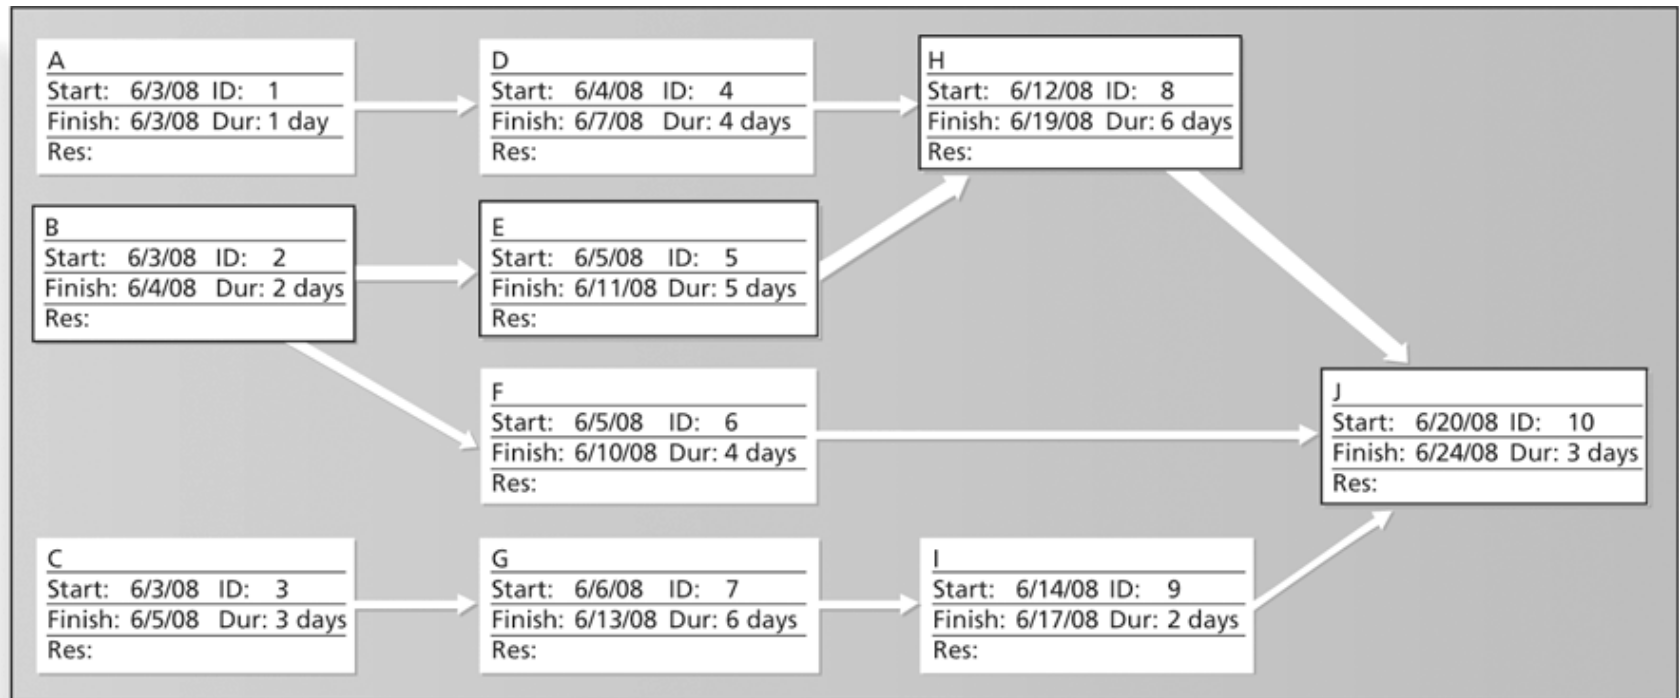 A
Start: 6/3/08 ID: 1
Finish: 6/3/08 Dur: 1 day
Res:
D
Start: 6/4/08 ID: 4
Finish: 6/7/08 Dur: 4 days
Res:
H
Start: 6/12/08 ID: 8
Finish: 6/19/08 Dur: 6 days
Res:
B
Start: 6/3/08 ID: 2
Finish: 6/4/08 Dur: 2 days
Res:
E
Start: 6/5/08 ID: 5
Finish: 6/11/08 Dur: 5 days
Res:
F
Start: 6/5/08 ID: 6
Finish: 6/10/08 Dur: 4 days
Res:
J
Start: 6/20/08 ID: 10
Finish: 6/24/08 Dur: 3 days
Res:
C
Start: 6/3/08 ID: 3
Finish: 6/5/08 Dur: 3 days
Res:
G
Start: 6/6/08 ID: 7
Finish: 6/13/08 Dur: 6 days
Res:
I
Start: 6/14/08 ID: 9
Finish: 6/17/08 Dur: 2 days
Res: